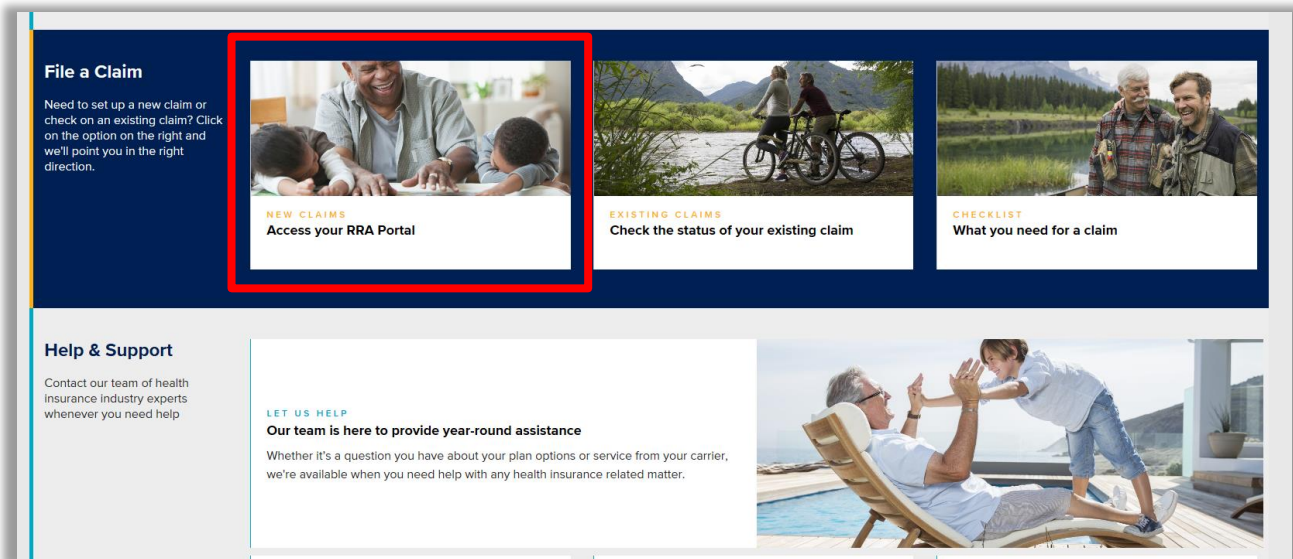 File a Claim
Need to set up a new claim or
check on an existing claim? Click
on the option on the right and
we'll point you in the right
direction.
NEW CLAIMS
Access your RRA Portal
EXISTING CLAIMS
Check the status of your existing claim
CHECKLIST
What you need for a claim
Help & Support
Contact our team of health
insurance industry experts
whenever you need help
LET US HELP
Our team is here to provide year-round assistance
Whether it's a question you have about your plan options or service from your carrier,
we're available when you need help with any health insurance related matter.